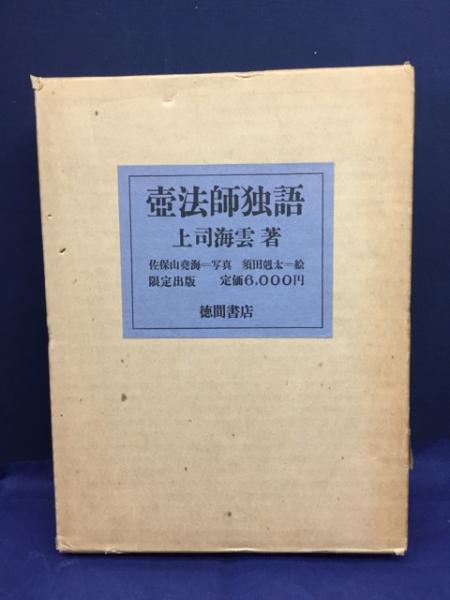 壺法師独語
上司海雲 著
佐保山堯海＝写真 須田剋太＝絵
限定出版 定価6,000円
徳間書店